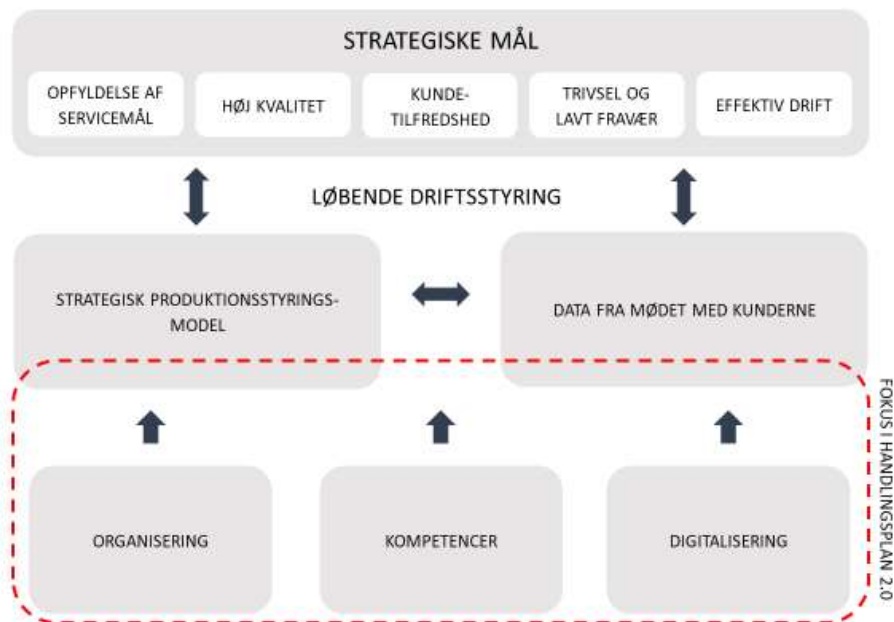 STRATEGISKE MÅL
OPFYLDELSE AF
SERVICEMÅL
HØJ KVALITET
KUNDE-
TILFREDSHED
TRIVSEL OG
LAVT FRAVÆR
EFFEKTIV DRIFT
LØBENDE DRIFTSSTYRING
STRATEGISK PRODUKTIONSSTYRINGS-
MODEL
DATA FRA MØDET MED KUNDERNE
ORGANISERING
KOMPETENCER
DIGITALISERING
FOKUS I HANDLINGSPLAN 2.0